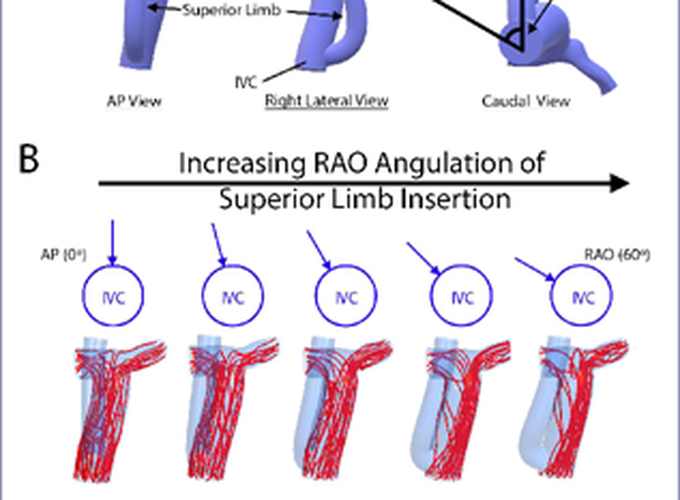 Superior Limb
IVC
AP View
Right Lateral View
Caudal View
B
Increasing RAO Angulation of
Superior Limb Insertion
AP (0°)
RAO (60°)
IVC
IVC
IVC
IVC
IVC